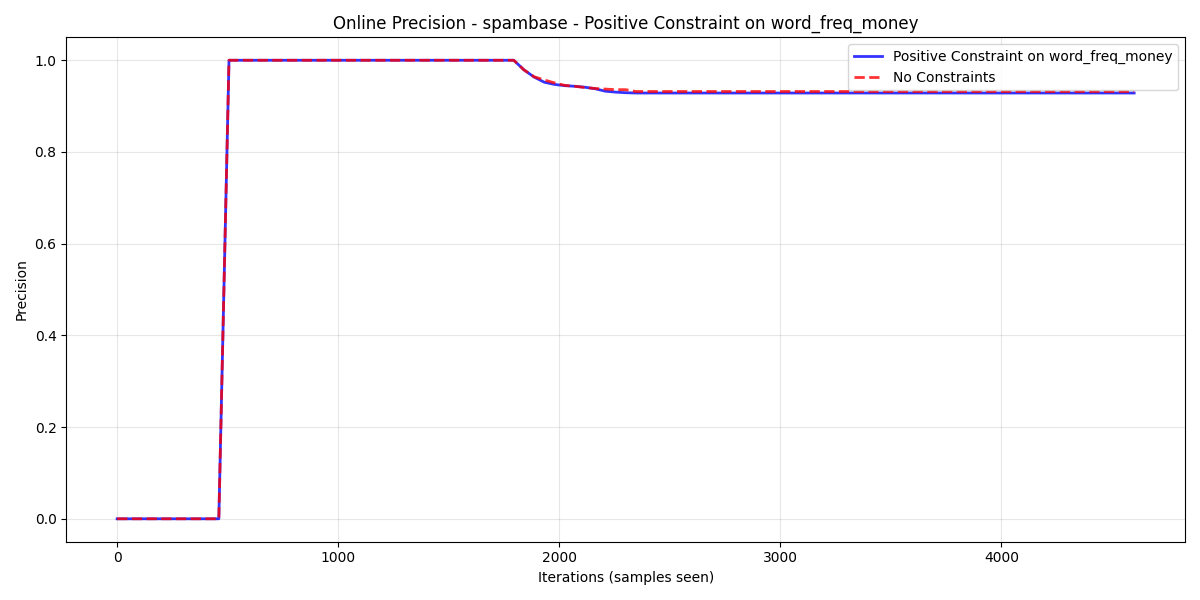 Online Precision - spambase - Positive Constraint on word_freq_money
Positive Constraint on word_freq_money
No Constraints
Precision
1.0
0.8
0.6
0.4
0.2
0.0
0 1000 2000 3000 4000
Iterations (samples seen)